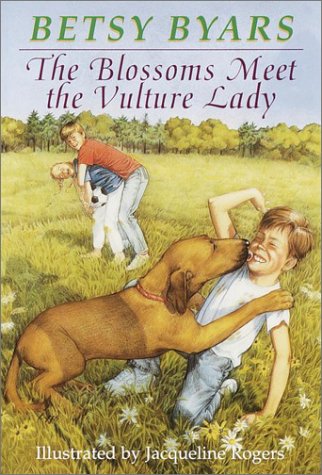 BETSY BYARS
The Blossoms Meet
the Vulture Lady
Illustrated by Jacqueline Rogers